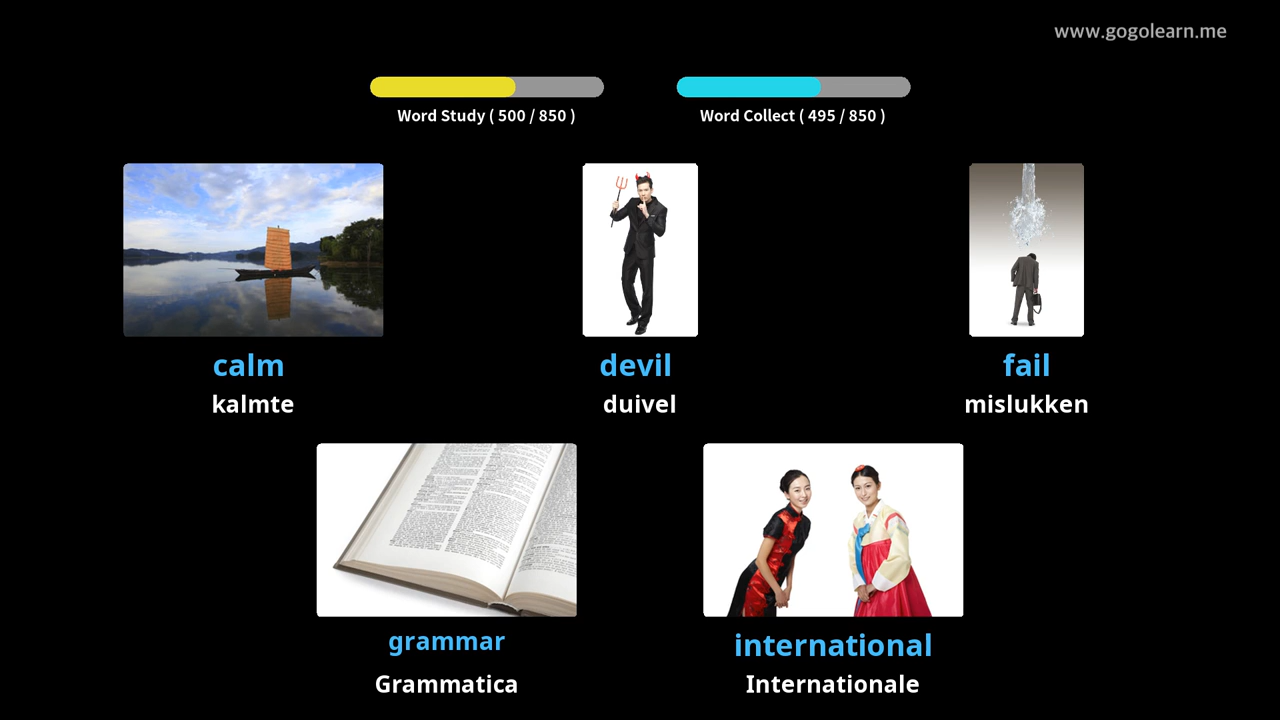 www.gogolearn.me
Word Study ( 500 / 850 )
Word Collect ( 495 / 850 )
calm
devil
fail
kalmte
duivel
mislukken
grammar
international
Grammatica
Internationale